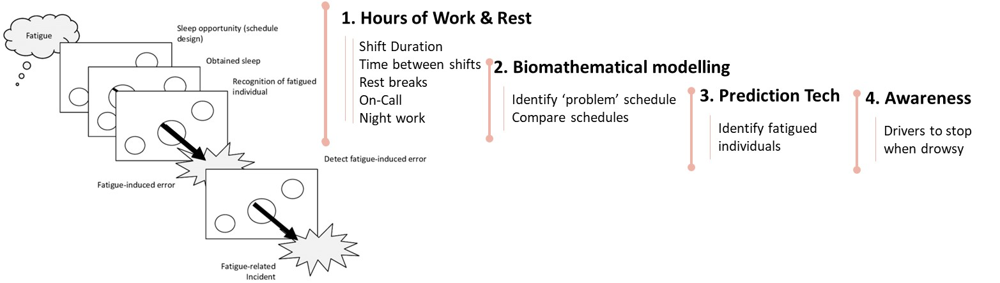 Fatigue
Sleep opportunity (schedule
design)
Obtained sleep
Recognition of fatigued
individual
Fatigue-induced error
Detect fatigue-induced error
Fatigue-related
Incident
1. Hours of Work & Rest
Shift Duration
Time between shifts
Rest breaks
On-Call
Night work
2. Biomathematical modelling
Identify ‘problem’ schedule
Compare schedules
3. Prediction Tech
Identify fatigued
individuals
4. Awareness
Drivers to stop
when drowsy